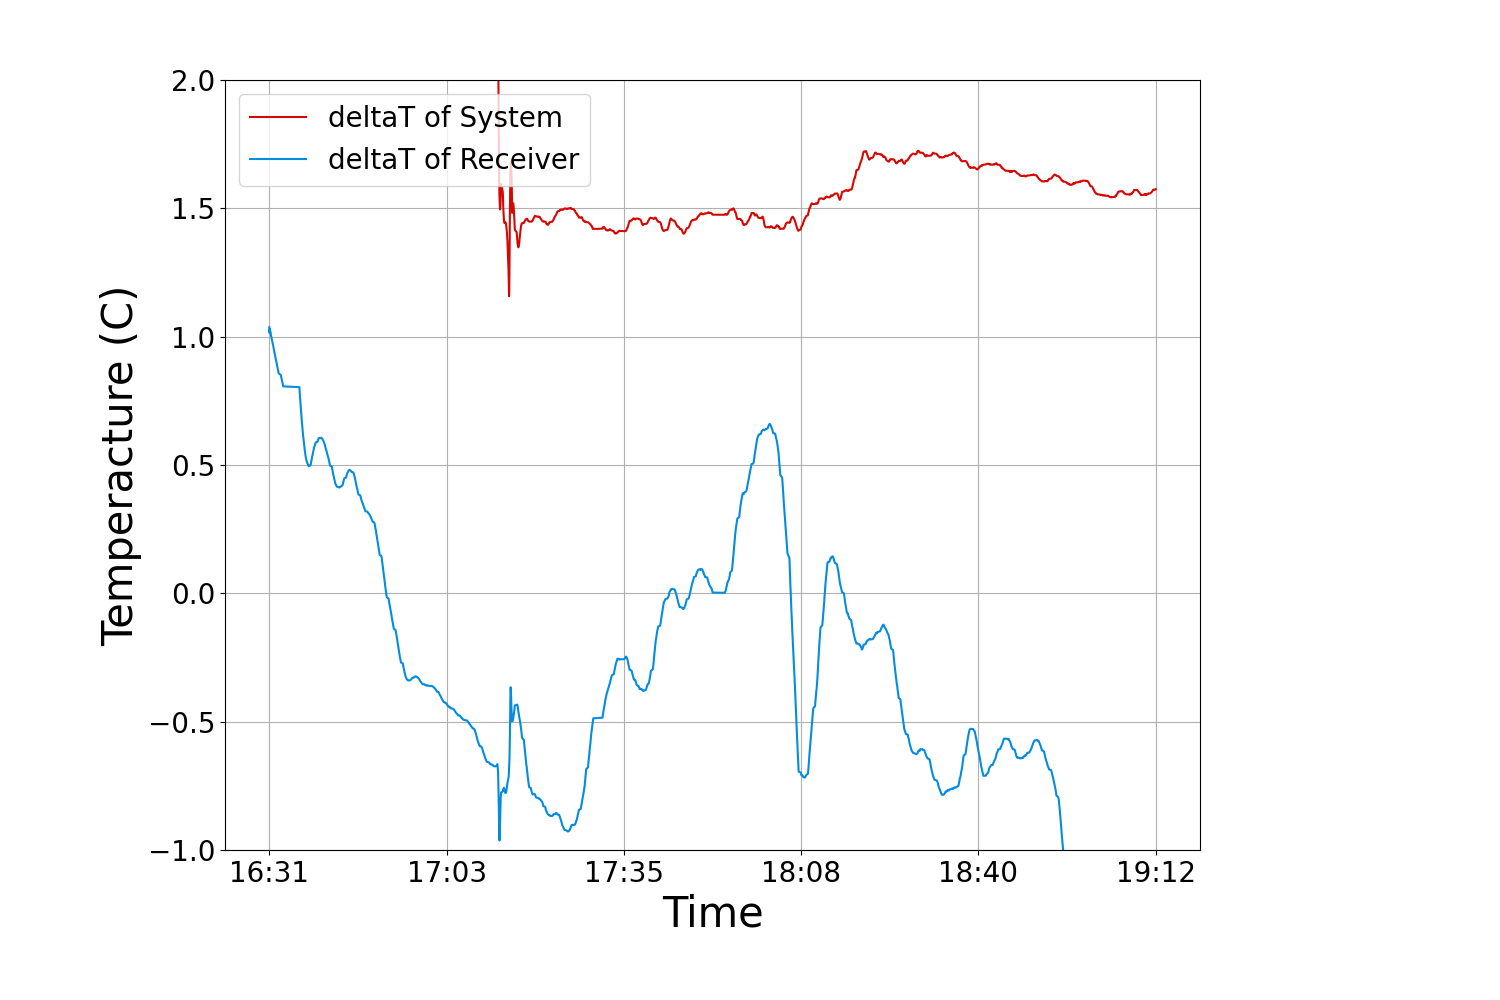 2.0
1.5
1.0
0.5
0.0
−0.5
−1.0
Temperacture (C)
deltaT of System
deltaT of Receiver
16:31 17:03 17:35 18:08 18:40 19:12
Time